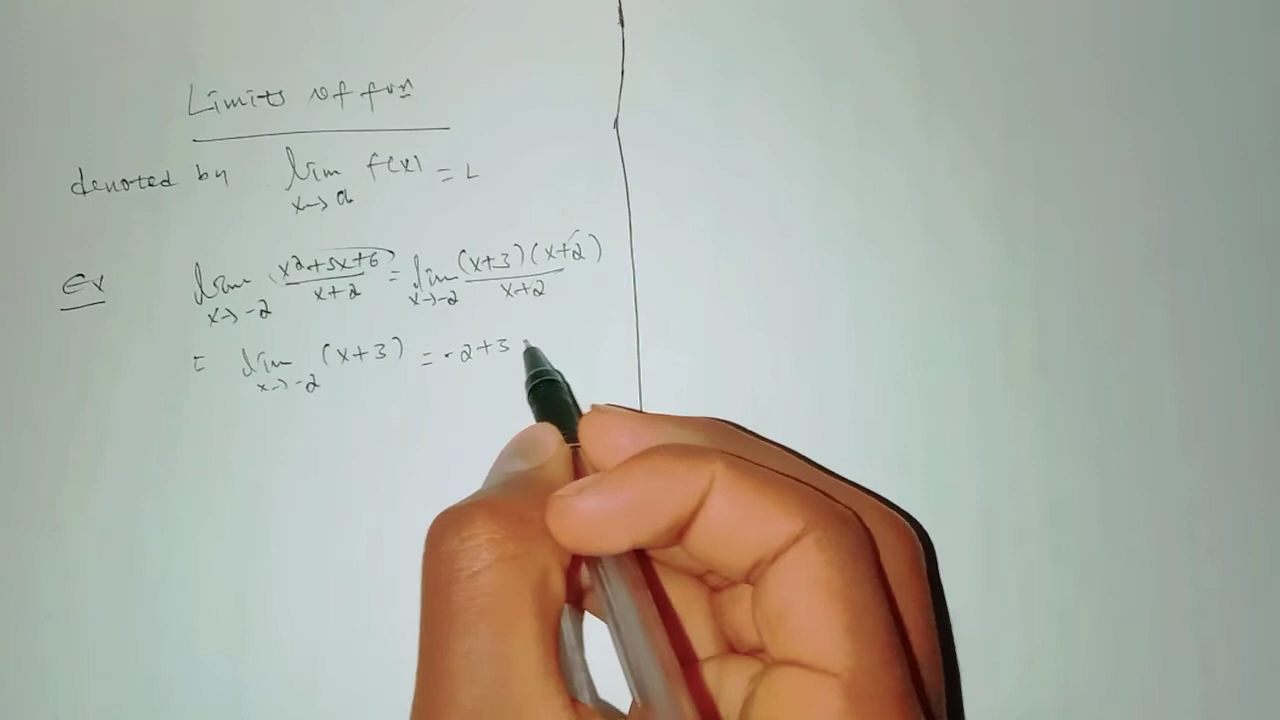 Limits of fun
denoted by lim x→a f(x) = L
Ex lim x→-2 (x²+5x+6)/(x+2) = lim x→-2 (x+3)(x+2)/(x+2)
= lim x→-2 (x+3) = -2+3